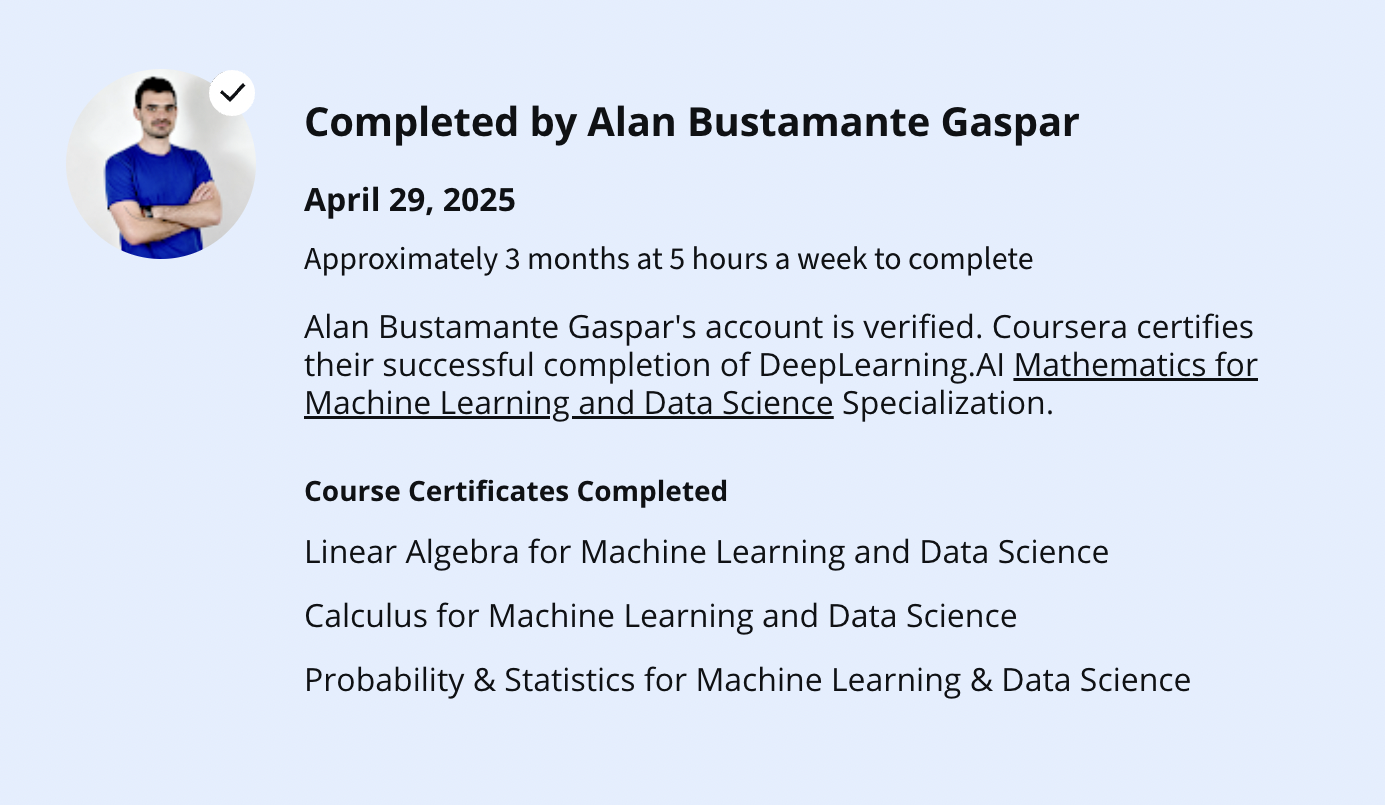 Completed by Alan Bustamante Gaspar
April 29, 2025
Approximately 3 months at 5 hours a week to complete
Alan Bustamante Gaspar's account is verified. Coursera certifies
their successful completion of DeepLearning.AI Mathematics for
Machine Learning and Data Science Specialization.
Course Certificates Completed
Linear Algebra for Machine Learning and Data Science
Calculus for Machine Learning and Data Science
Probability & Statistics for Machine Learning & Data Science